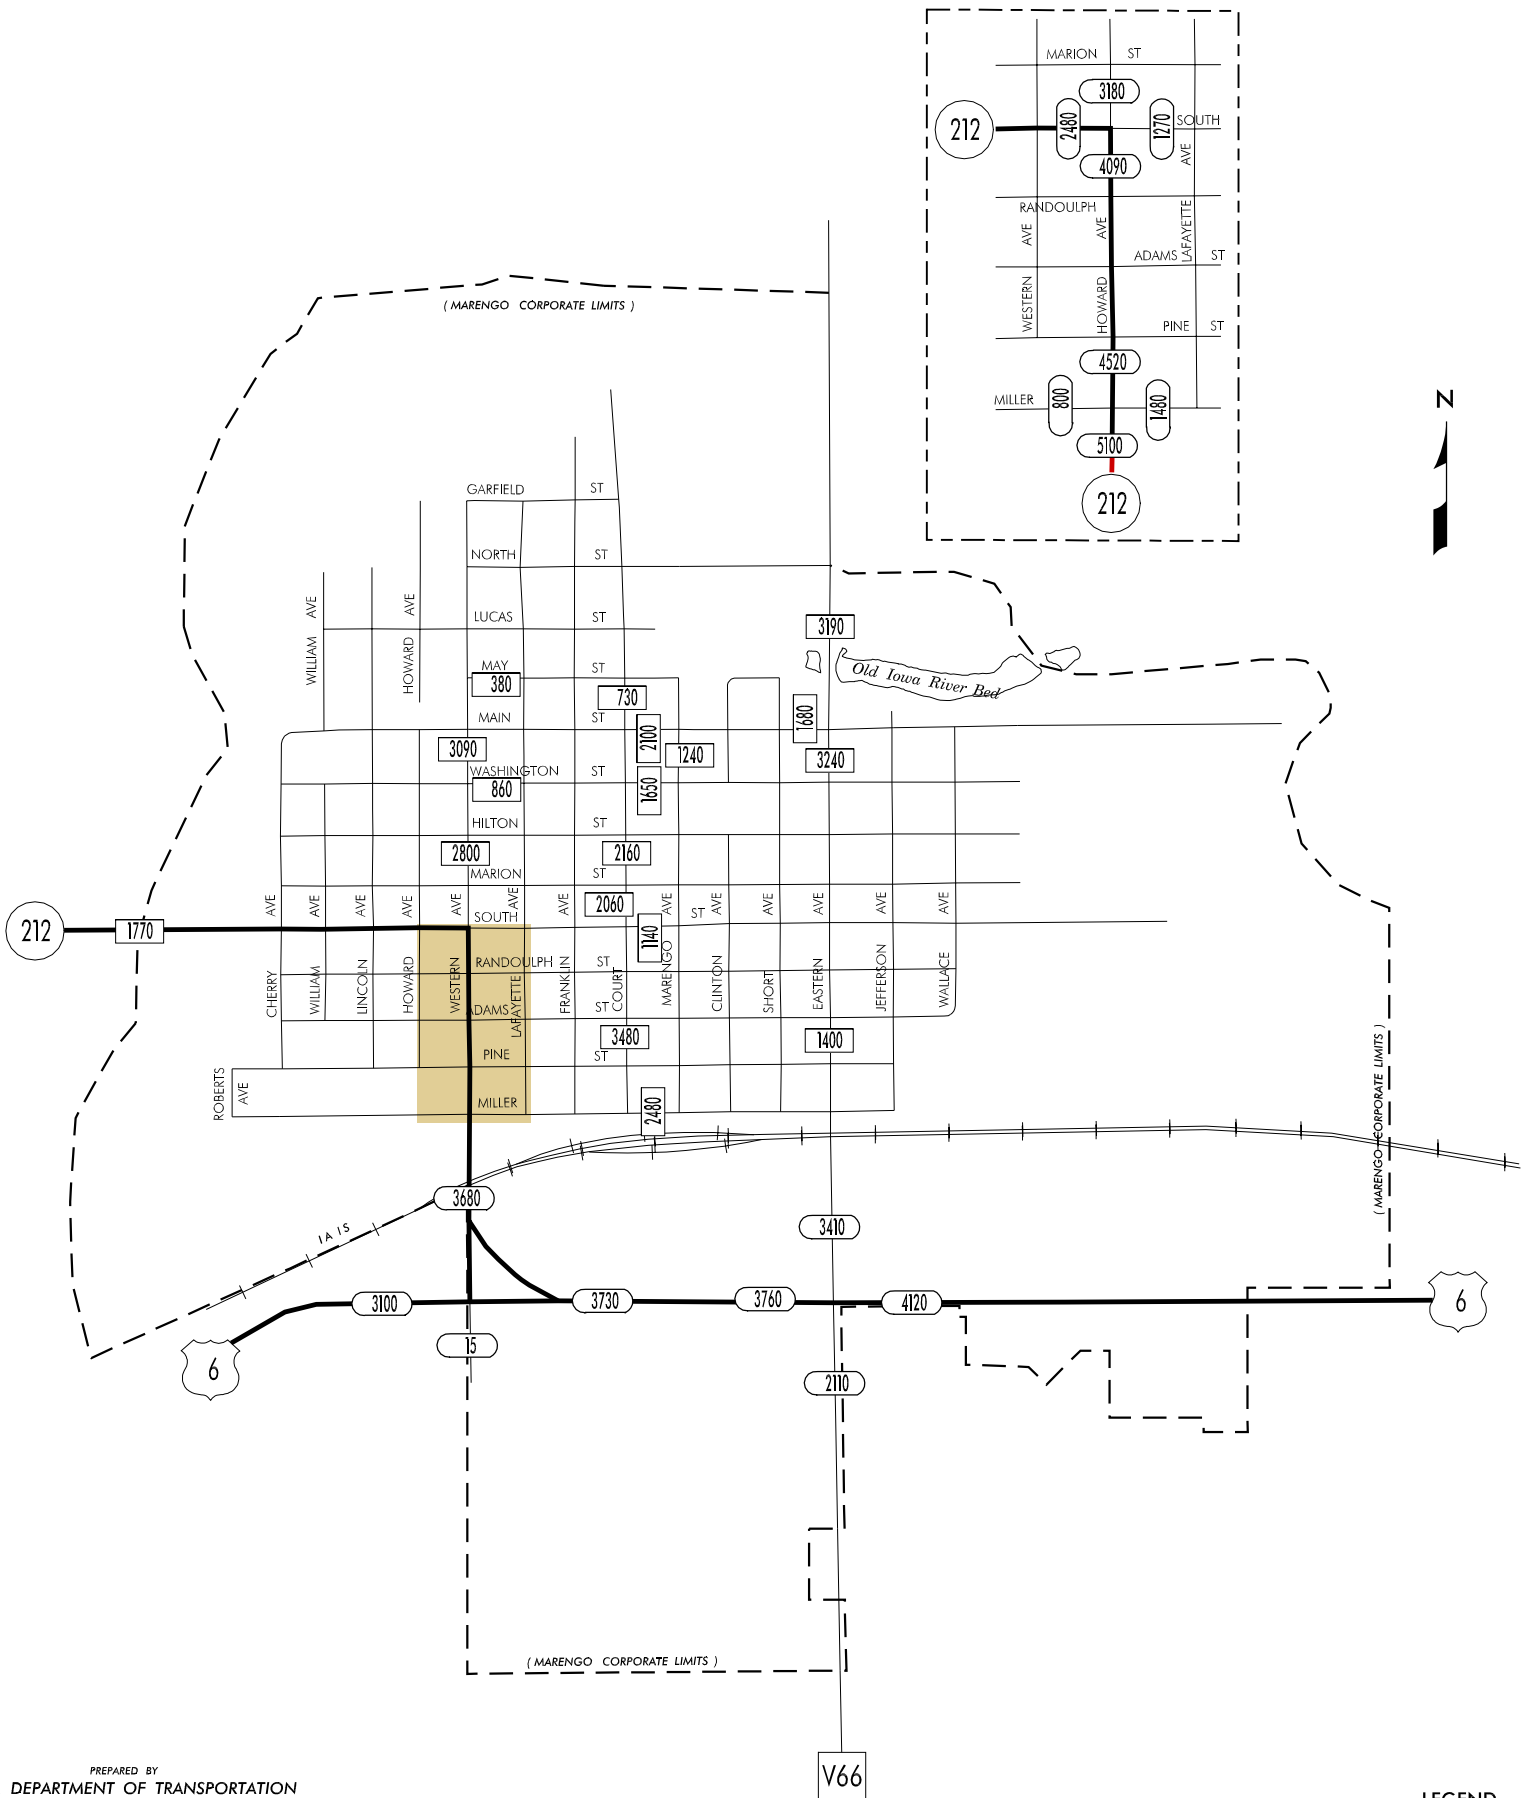 MARION ST
3180
212
2480
1270
SOUTH
4090
AVE
RANDOULPH
AVE
AVE
LAFAYETTE
ADAMS ST
WESTERN
HOWARD
PINE ST
4520
MILLER
800
1480
5100
212
N
( MARENGO CORPORATE LIMITS )
GARFIELD ST
NORTH ST
WILLIAM AVE
HOWARD AVE
LUCAS ST
3190
MAY ST
380
730
Old Iowa River Bed
MAIN ST
2100
1680
3090
1240
3240
WASHINGTON ST
860
1650
HILTON ST
2800
2160
MARION ST
AVE
AVE
AVE
AVE
AVE
AVE
AVE
2060
AVE
AVE
AVE
AVE
AVE
AVE
SOUTH ST
212
1770
1140
RANDOULPH ST
CHERRY
WILLIAM
LINCOLN
HOWARD
WESTERN
LAFAYETTE
FRANKLIN
COURT
MARENGO
CLINTON
SHORT
EASTERN
JEFFERSON
WALLACE
ADAMS ST
3480
1400
PINE ST
ROBERTS AVE
MILLER
2480
( MARENGO CORPORATE LIMITS )
3680
IAIS
3410
3100
3730
3760
4120
6
6
15
2110
( MARENGO CORPORATE LIMITS )
V66
PREPARED BY
DEPARTMENT OF TRANSPORTATION
LEGEND